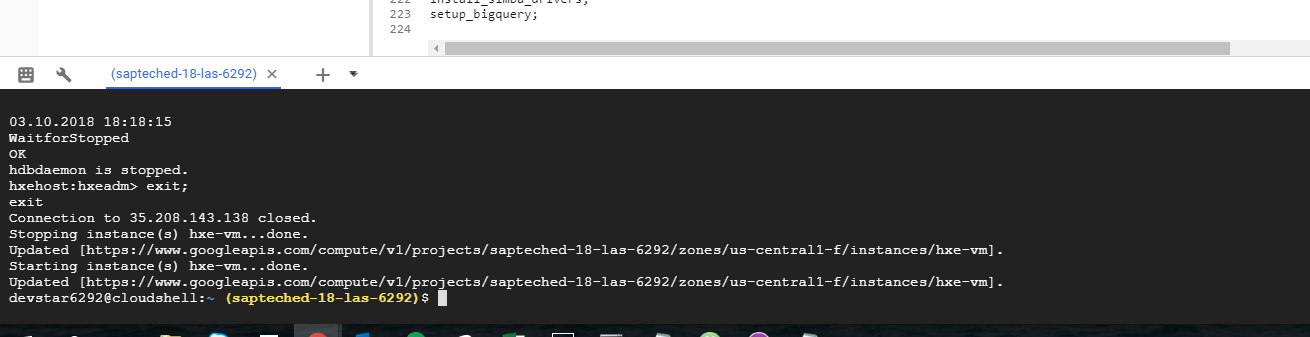 222 install_simba_drivers;
223 setup_bigquery;
224
(sapteched-18-las-6292)
03.10.2018 18:18:15
WaitforStopped
OK
hdbdaemon is stopped.
hxehost:hxeadm> exit;
exit
Connection to 35.208.143.138 closed.
Stopping instance(s) hxe-vm...done.
Updated [https://www.googleapis.com/compute/v1/projects/sapteched-18-las-6292/zones/us-central1-f/instances/hxe-vm].
Starting instance(s) hxe-vm...done.
Updated [https://www.googleapis.com/compute/v1/projects/sapteched-18-las-6292/zones/us-central1-f/instances/hxe-vm].
devstar6292@cloudshell:~ (sapteched-18-las-6292)$